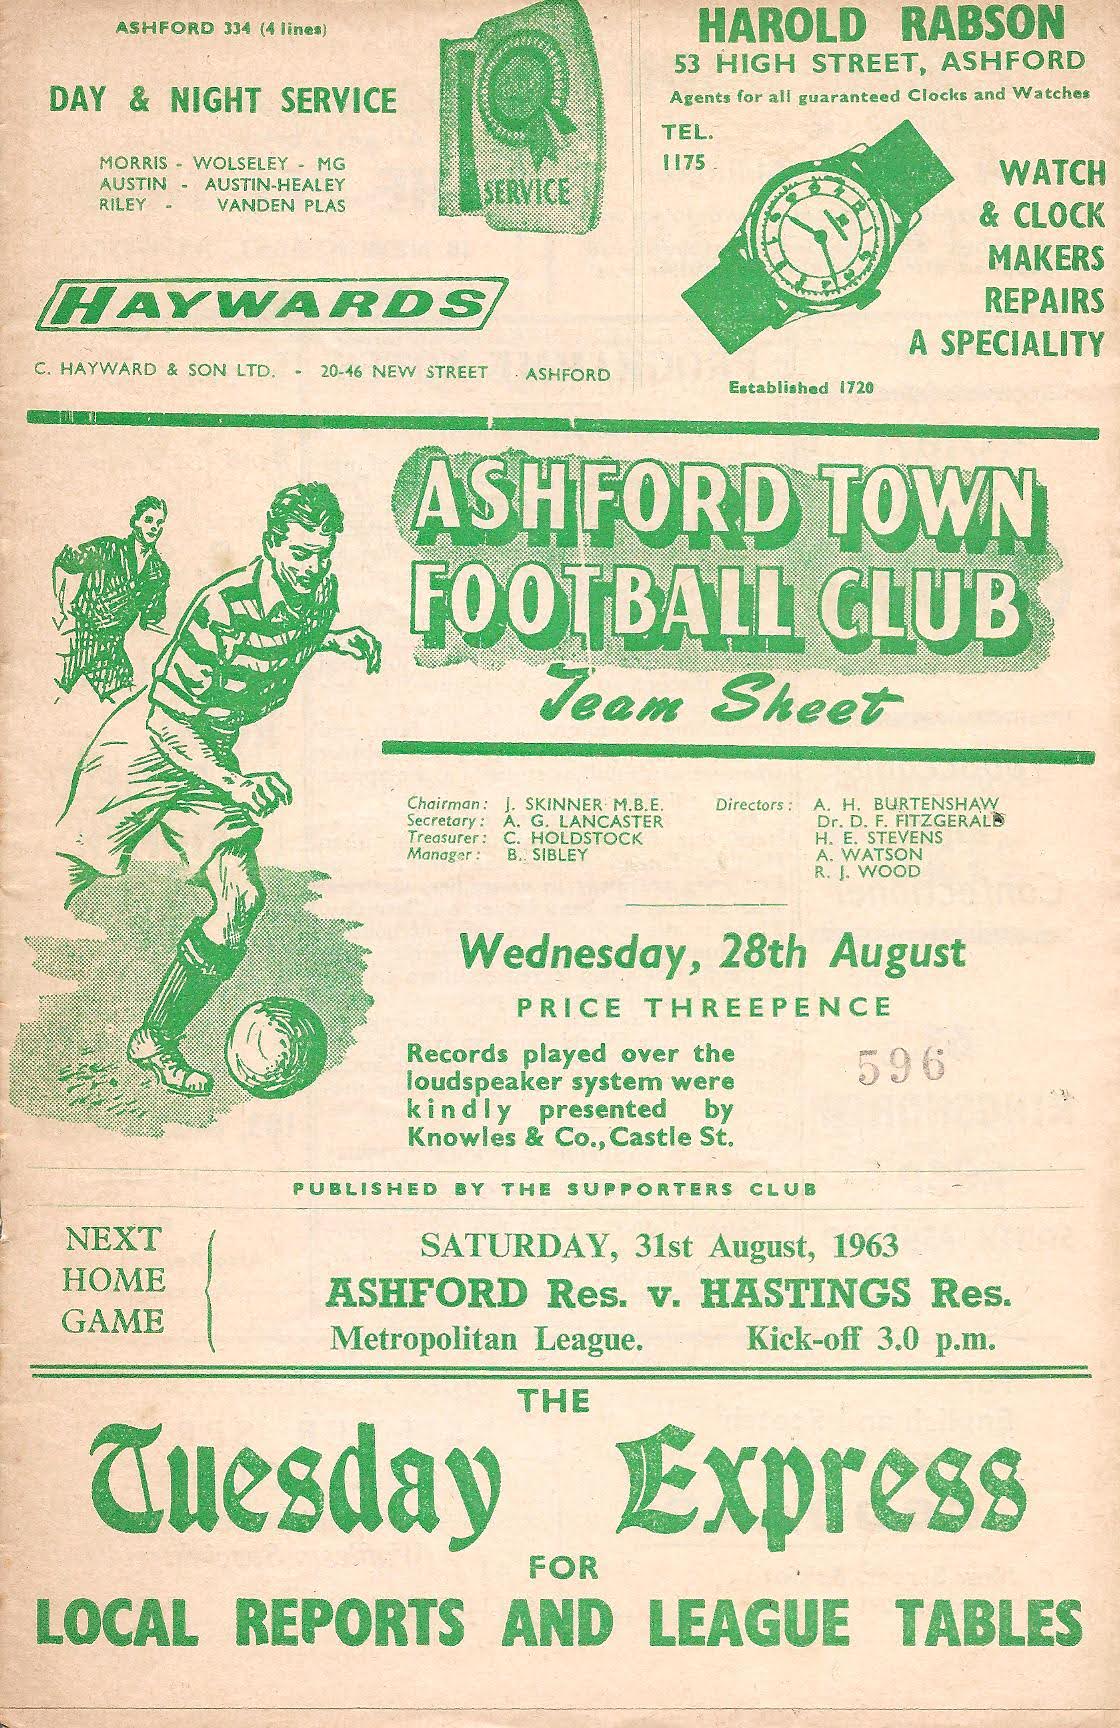 ASHFORD 334 (4 lines)
DAY & NIGHT SERVICE
MORRIS - WOLSELEY - MG
AUSTIN - AUSTIN-HEALEY
RILEY - VANDEN PLAS
SERVICE
HAYWARDS
C. HAYWARD & SON LTD. - 20-46 NEW STREET - ASHFORD
HAROLD RABSON
53 HIGH STREET, ASHFORD
Agents for all guaranteed Clocks and Watches
TEL.
1175
WATCH
& CLOCK
MAKERS
REPAIRS
A SPECIALITY
Established 1720
ASHFORD TOWN
FOOTBALL CLUB
Team Sheet
Chairman: J. SKINNER M.B.E.
Secretary: A. G. LANCASTER
Treasurer: C. HOLDSTOCK
Manager: B. SIBLEY
Directors: A. H. BURTENSHAW
Dr. D. F. FITZGERALD
H. E. STEVENS
A. WATSON
R. J. WOOD
Wednesday, 28th August
PRICE THREEPENCE
Records played over the
loudspeaker system were
kindly presented by
Knowles & Co., Castle St.
596
PUBLISHED BY THE SUPPORTERS CLUB
NEXT
HOME
GAME
SATURDAY, 31st August, 1963
ASHFORD Res. v. HASTINGS Res.
Metropolitan League. Kick-off 3.0 p.m.
THE
Tuesday Express
FOR
LOCAL REPORTS AND LEAGUE TABLES